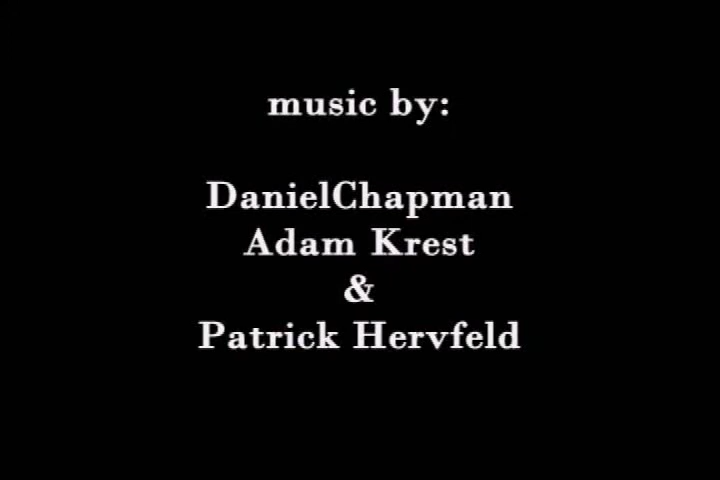 music by:
DanielChapman
Adam Krest
&
Patrick Hervfeld